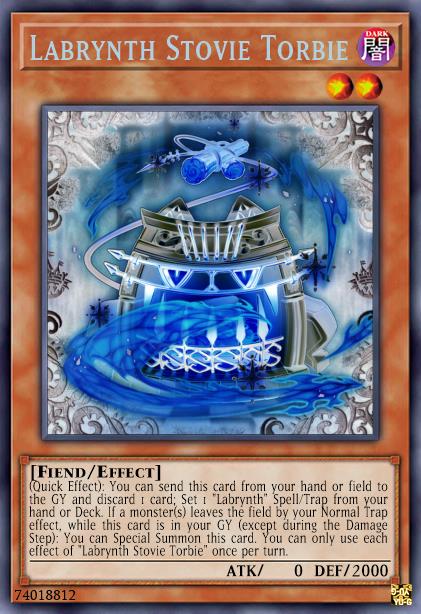 LABRYNTH STOVIE TORBIE
DARK
闇
[FIEND/EFFECT]
(Quick Effect): You can send this card from your hand or field to
the GY and discard 1 card; Set 1 "Labrynth" Spell/Trap from your
hand or Deck. If a monster(s) leaves the field by your Normal Trap
effect, while this card is in your GY (except during the Damage
Step): You can Special Summon this card. You can only use each
effect of "Labrynth Stovie Torbie" once per turn.
ATK/ 0 DEF/2000
74018812